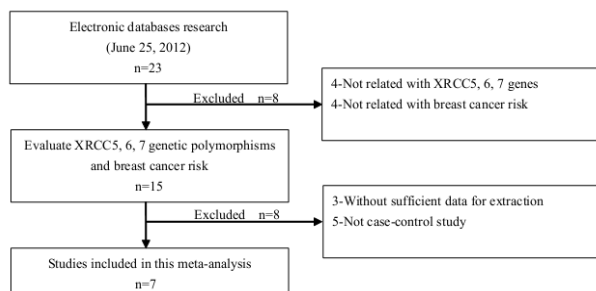 Electronic databases research
(June 25, 2012)
n=23
Excluded n=8
4-Not related with XRCC5, 6, 7 genes
4-Not related with breast cancer risk
Evaluate XRCC5, 6, 7 genetic polymorphisms
and breast cancer risk
n=15
Excluded n=8
3-Without sufficient data for extraction
5-Not case-control study
Studies included in this meta-analysis
n=7